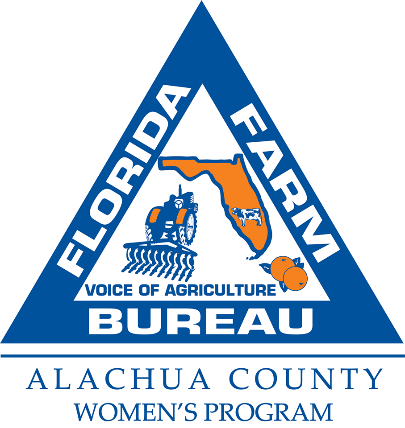 FLORIDA
FARM
VOICE OF AGRICULTURE
BUREAU
ALACHUA COUNTY
WOMEN'S PROGRAM